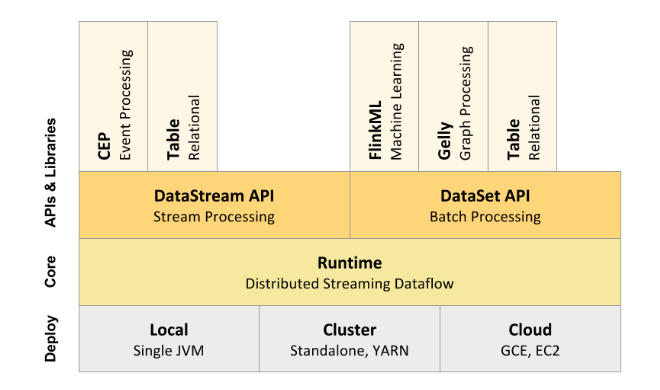 CEP
Event Processing
Table
Relational
FlinkML
Machine Learning
Gelly
Graph Processing
Table
Relational
APIs & Libraries
DataStream API
Stream Processing
DataSet API
Batch Processing
Core
Runtime
Distributed Streaming Dataflow
Deploy
Local
Single JVM
Cluster
Standalone, YARN
Cloud
GCE, EC2